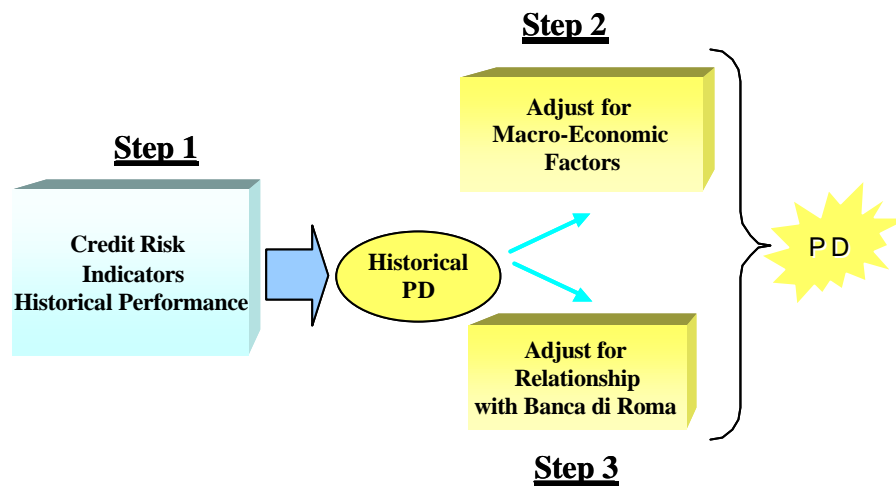 Step 1
Credit Risk
Indicators
Historical Performance
Historical
PD
Step 2
Adjust for
Macro-Economic
Factors
Adjust for
Relationship
with Banca di Roma
Step 3
PD